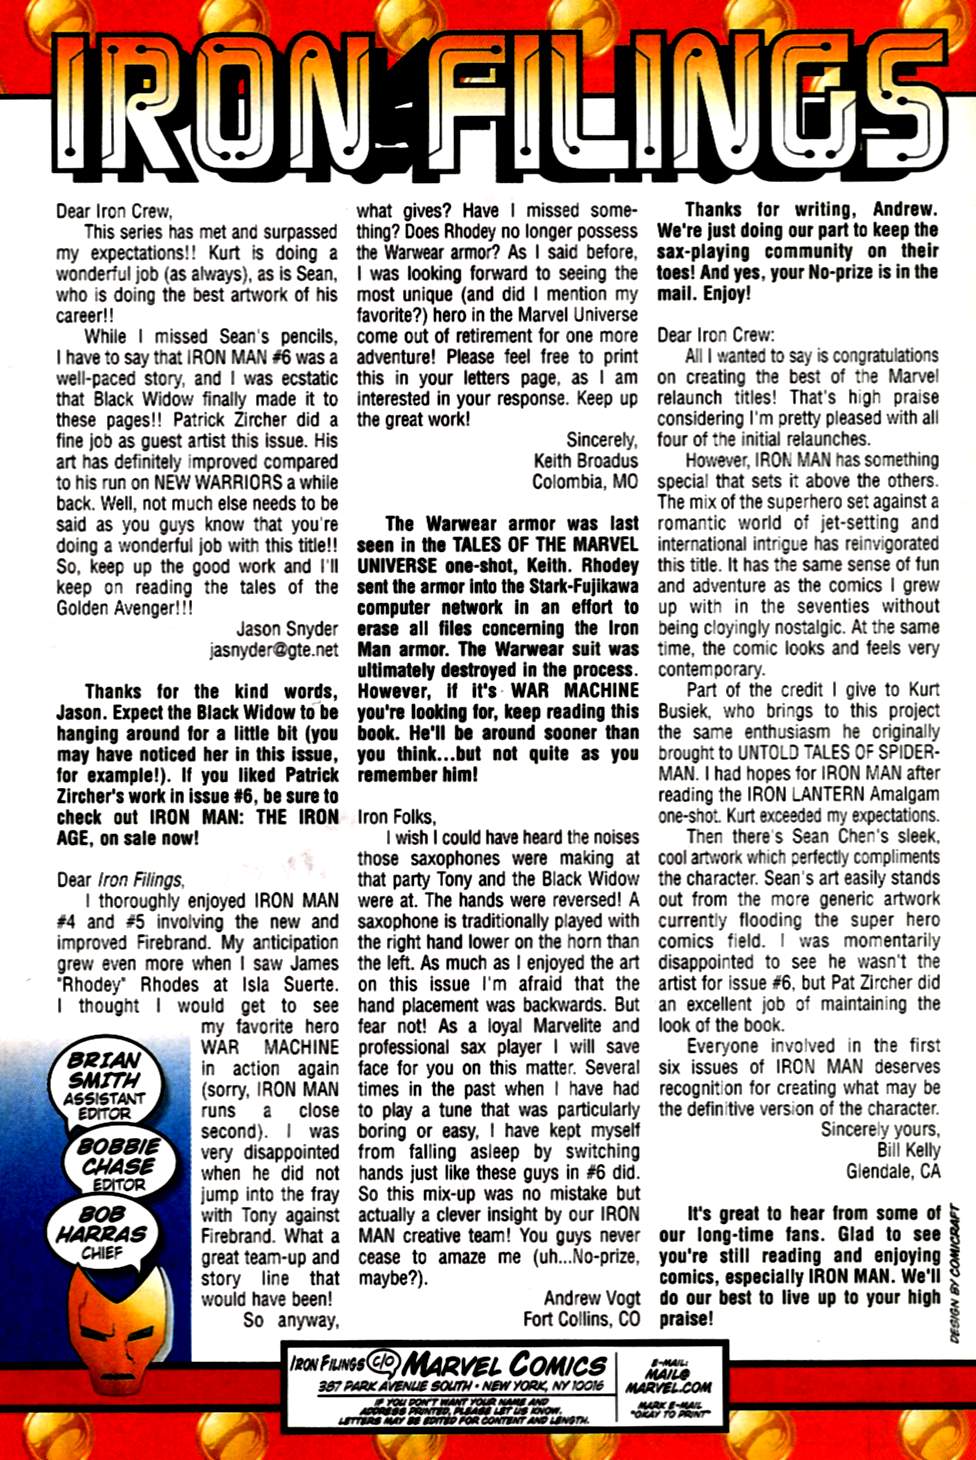 IRON FILINGS
Dear Iron Crew,
This series has met and surpassed
my expectations!! Kurt is doing a
wonderful job (as always), as is Sean,
who is doing the best artwork of his
career!!
While I missed Sean's pencils,
I have to say that IRON MAN #6 was a
well-paced story, and I was ecstatic
that Black Widow finally made it to
these pages!! Patrick Zircher did a
fine job as guest artist this issue. His
art has definitely improved compared
to his run on NEW WARRIORS a while
back. Well, not much else needs to be
said as you guys know that you're
doing a wonderful job with this title!!
So, keep up the good work and I'll
keep on reading the tales of the
Golden Avenger!!!
Jason Snyder
jasnyder@gte.net
Thanks for the kind words,
Jason. Expect the Black Widow to be
hanging around for a little bit (you
may have noticed her in this issue,
for example!). If you liked Patrick
Zircher's work in issue #6, be sure to
check out IRON MAN: THE IRON
AGE, on sale now!
Dear Iron Filings,
I thoroughly enjoyed IRON MAN
#4 and #5 involving the new and
improved Firebrand. My anticipation
grew even more when I saw James
"Rhodey" Rhodes at Isla Suerte.
I thought I would get to see
my favorite hero
WAR MACHINE
in action again
(sorry, IRON MAN
runs a close
second). I was
very disappointed
when he did not
jump into the fray
with Tony against
Firebrand. What a
great team-up and
story line that
would have been!
So anyway,
BRIAN
SMITH
ASSISTANT
EDITOR
BOBBIE
CHASE
EDITOR
BOB
HARRAS
CHIEF
what gives? Have I missed some-
thing? Does Rhodey no longer possess
the Warwear armor? As I said before,
I was looking forward to seeing the
most unique (and did I mention my
favorite?) hero in the Marvel Universe
come out of retirement for one more
adventure! Please feel free to print
this in your letters page, as I am
interested in your response. Keep up
the great work!
Sincerely,
Keith Broadus
Colombia, MO
The Warwear armor was last
seen in the TALES OF THE MARVEL
UNIVERSE one-shot, Keith. Rhodey
sent the armor into the Stark-Fujikawa
computer network in an effort to
erase all files concerning the Iron
Man armor. The Warwear suit was
ultimately destroyed in the process.
However, if it's WAR MACHINE
you're looking for, keep reading this
book. He'll be around sooner than
you think...but not quite as you
remember him!
Iron Folks,
I wish I could have heard the noises
those saxophones were making at
that party Tony and the Black Widow
were at. The hands were reversed! A
saxophone is traditionally played with
the right hand lower on the horn than
the left. As much as I enjoyed the art
on this issue I'm afraid that the
hand placement was backwards. But
fear not! As a loyal Marvelite and
professional sax player I will save
face for you on this matter. Several
times in the past when I have had
to play a tune that was particularly
boring or easy, I have kept myself
from falling asleep by switching
hands just like these guys in #6 did.
So this mix-up was no mistake but
actually a clever insight by our IRON
MAN creative team! You guys never
cease to amaze me (uh...No-prize,
maybe?).
Andrew Vogt
Fort Collins, CO
Thanks for writing, Andrew.
We're just doing our part to keep the
sax-playing community on their
toes! And yes, your No-prize is in the
mail. Enjoy!
Dear Iron Crew:
All I wanted to say is congratulations
on creating the best of the Marvel
relaunch titles! That's high praise
considering I'm pretty pleased with all
four of the initial relaunches.
However, IRON MAN has something
special that sets it above the others.
The mix of the superhero set against a
romantic world of jet-setting and
international intrigue has reinvigorated
this title. It has the same sense of fun
and adventure as the comics I grew
up with in the seventies without
being cloyingly nostalgic. At the same
time, the comic looks and feels very
contemporary.
Part of the credit I give to Kurt
Busiek, who brings to this project
the same enthusiasm he originally
brought to UNTOLD TALES OF SPIDER-
MAN. I had hopes for IRON MAN after
reading the IRON LANTERN Amalgam
one-shot. Kurt exceeded my expectations.
Then there's Sean Chen's sleek,
cool artwork which perfectly compliments
the character. Sean's art easily stands
out from the more generic artwork
currently flooding the super hero
comics field. I was momentarily
disappointed to see he wasn't the
artist for issue #6, but Pat Zircher did
an excellent job of maintaining the
look of the book.
Everyone involved in the first
six issues of IRON MAN deserves
recognition for creating what may be
the definitive version of the character.
Sincerely yours,
Bill Kelly
Glendale, CA
It's great to hear from some of
our long-time fans. Glad to see
you're still reading and enjoying
comics, especially IRON MAN. We'll
do our best to live up to your high
praise!
DESIGN BY COMICRAFT
IRON FILINGS C/O MARVEL COMICS
387 PARK AVENUE SOUTH • NEW YORK, NY 10016
IF YOU DON'T WANT YOUR NAME AND
ADDRESS PRINTED, PLEASE LET US KNOW.
LETTERS MAY BE EDITED FOR CONTENT AND LENGTH.
E-MAIL:
MAIL@
MARVEL.COM
MARK E-MAIL
"OKAY TO PRINT"